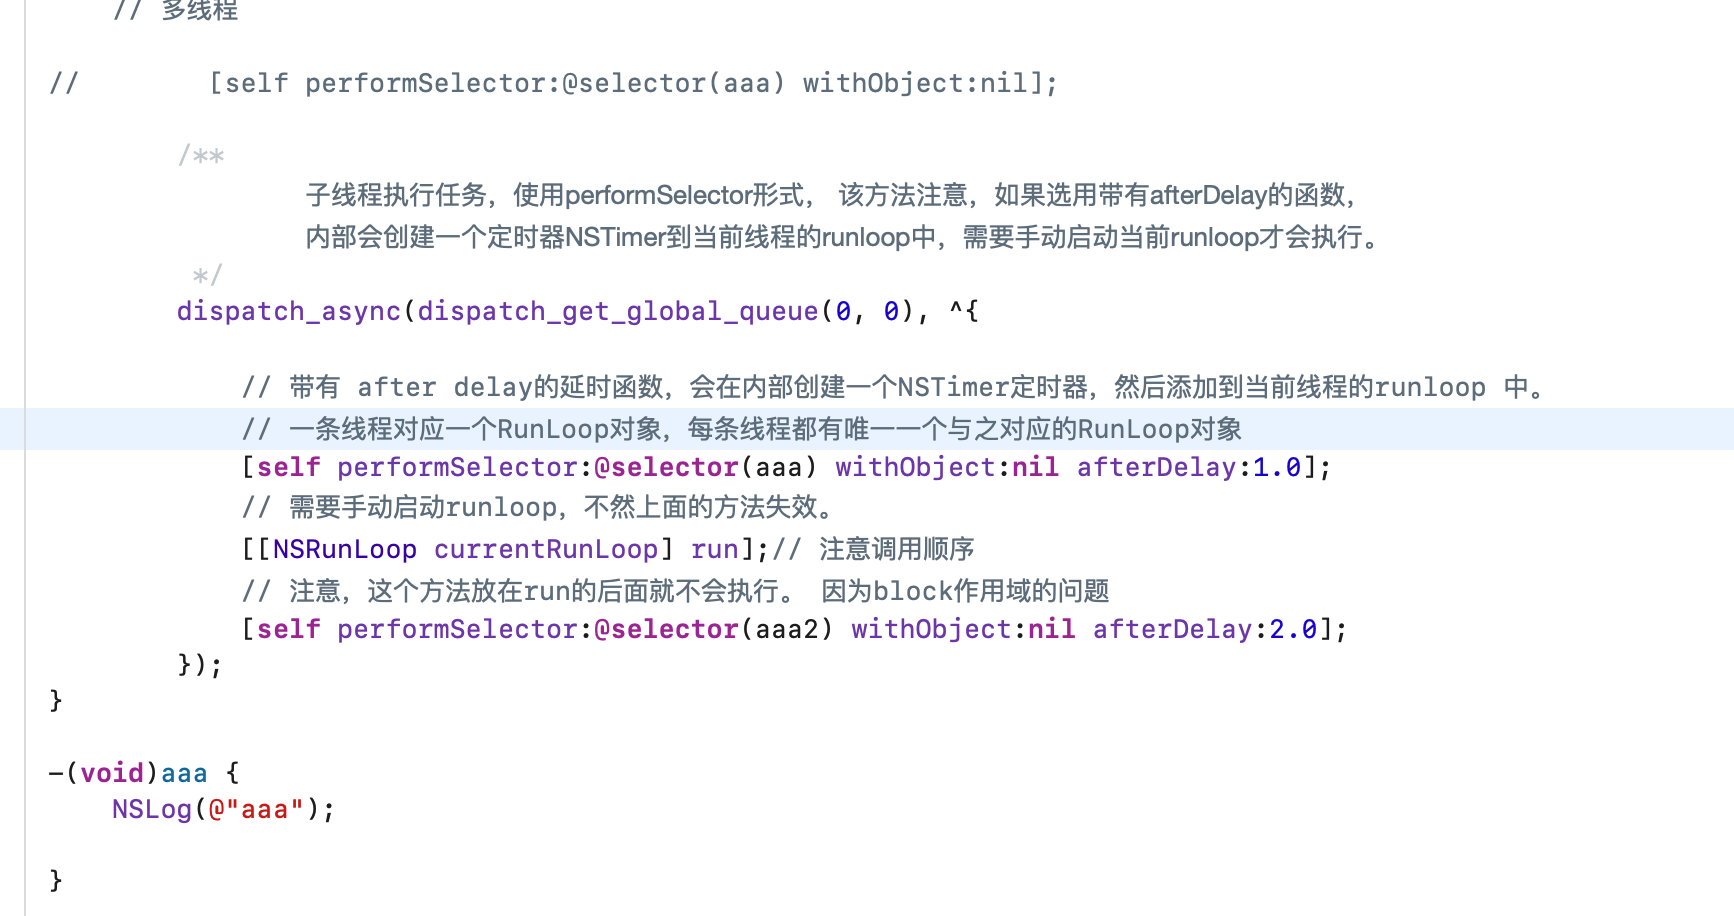 // 多线程
// [self performSelector:@selector(aaa) withObject:nil];
/**
子线程执行任务，使用performSelector形式， 该方法注意，如果选用带有afterDelay的函数，
内部会创建一个定时器NSTimer到当前线程的runloop中，需要手动启动当前runloop才会执行。
*/
dispatch_async(dispatch_get_global_queue(0, 0), ^{
// 带有 after delay的延时函数，会在内部创建一个NSTimer定时器，然后添加到当前线程的runloop 中。
// 一条线程对应一个RunLoop对象，每条线程都有唯一一个与之对应的RunLoop对象
[self performSelector:@selector(aaa) withObject:nil afterDelay:1.0];
// 需要手动启动runloop，不然上面的方法失效。
[[NSRunLoop currentRunLoop] run];// 注意调用顺序
// 注意，这个方法放在run的后面就不会执行。 因为block作用域的问题
[self performSelector:@selector(aaa2) withObject:nil afterDelay:2.0];
});
}
-(void)aaa {
NSLog(@"aaa");
}